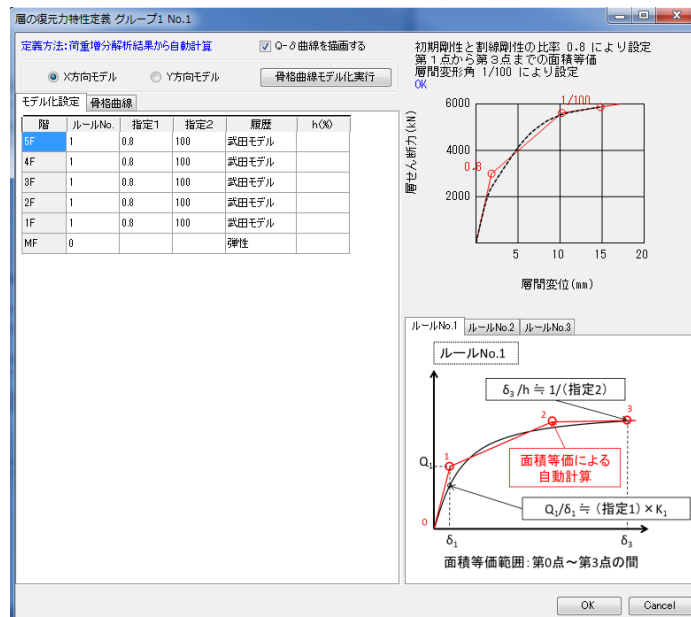 層の復元力特性定義 グループ1 No.1
定義方法:荷重増分解析結果から自動計算
Q-δ曲線を描画する
X方向モデル
Y方向モデル
骨格曲線モデル化実行
モデル化設定
骨格曲線
階 ルールNo. 指定1 指定2 履歴 h(%)
5F 1 0.8 100 武田モデル
4F 1 0.8 100 武田モデル
3F 1 0.8 100 武田モデル
2F 1 0.8 100 武田モデル
1F 1 0.8 100 武田モデル
MF 0 弾性
初期剛性と割線剛性の比率 0.8 により設定
第1点から第3点までの面積等価
層間変形角 1/100 により設定
OK
層せん断力(kN)
6000
4000
2000
1/100
0.8
5 10 15 20
層間変位(mm)
ルールNo.1 ルールNo.2 ルールNo.3
ルールNo.1
δ3/h ≒ 1/(指定2)
3
2
1
Q1
面積等価による
自動計算
Q1/δ1 ≒ (指定1) × K1
0
δ1
δ3
面積等価範囲:第0点～第3点の間
OK
Cancel